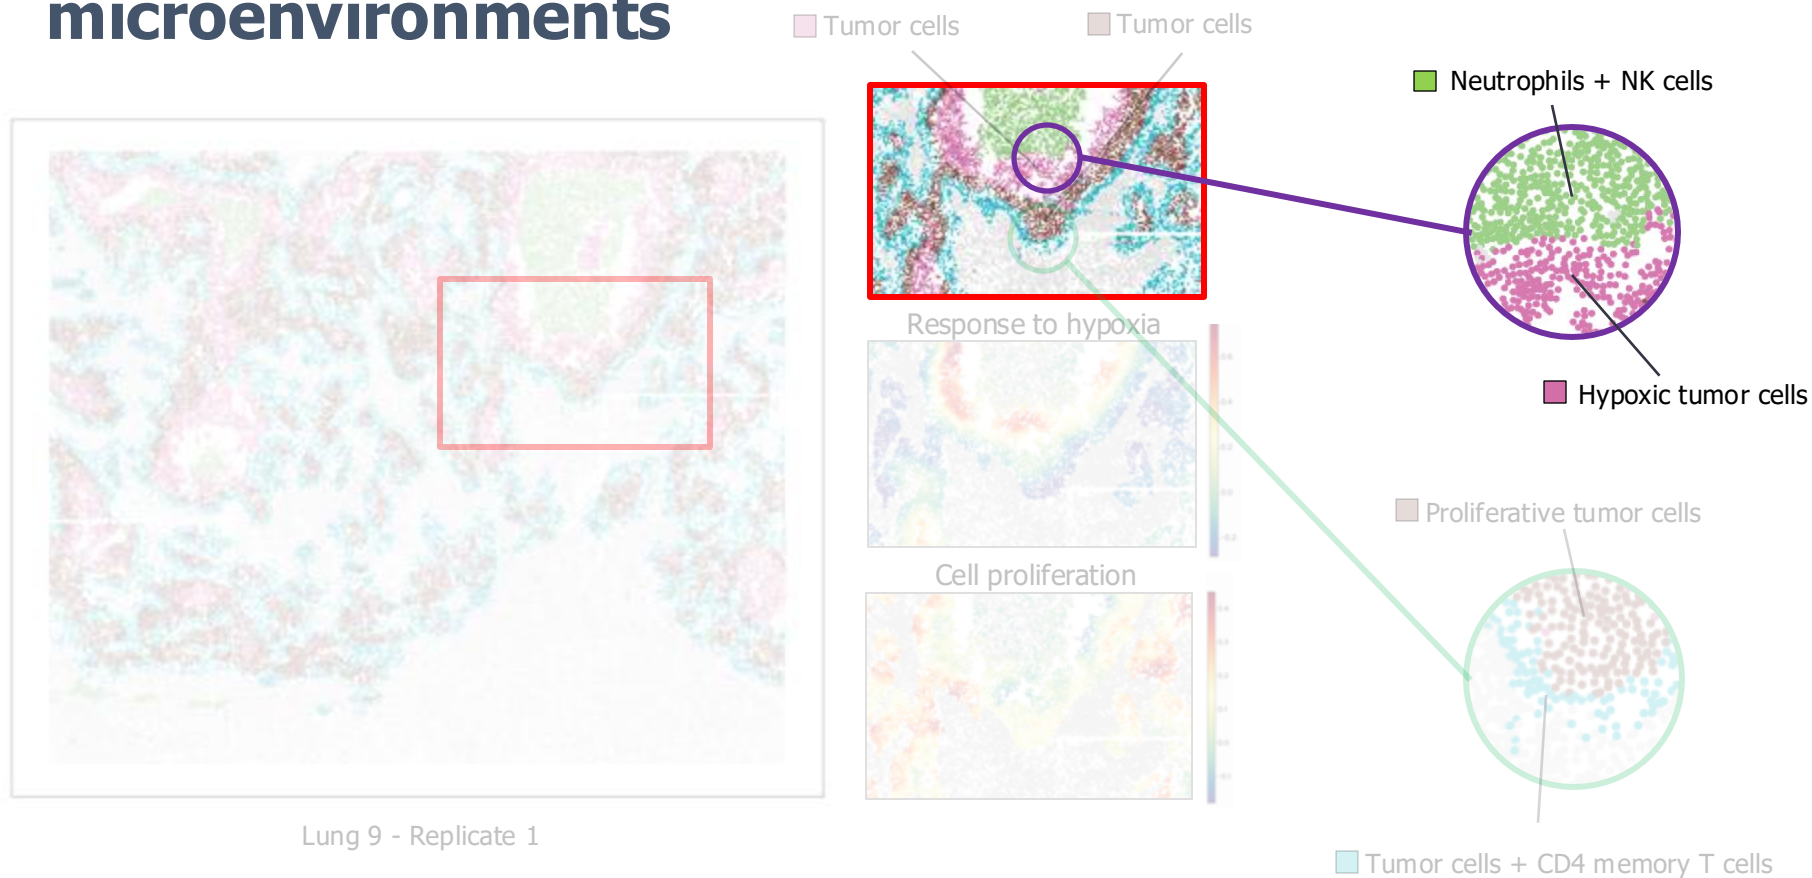 microenvironments
Tumor cells
Tumor cells
Neutrophils + NK cells
Hypoxic tumor cells
Response to hypoxia
Cell proliferation
Proliferative tumor cells
Tumor cells + CD4 memory T cells
Lung 9 - Replicate 1